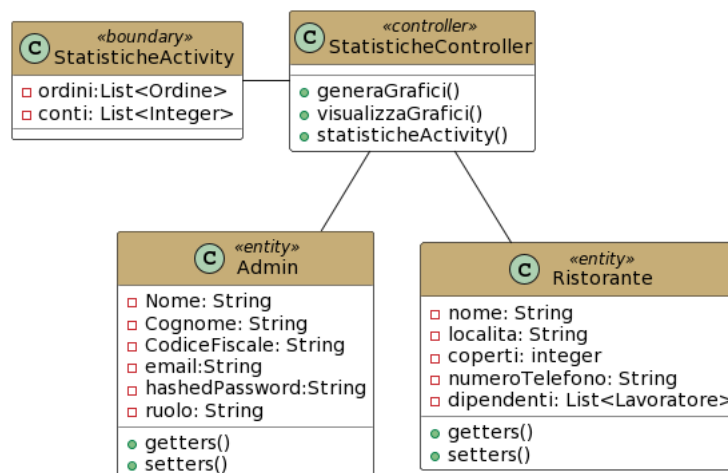 C
«boundary»
StatisticheActivity
ordini:List<Ordine>
conti: List<Integer>
C
«controller»
StatisticheController
generaGrafici()
visualizzaGrafici()
statisticheActivity()
C
«entity»
Admin
Nome: String
Cognome: String
CodiceFiscale: String
email:String
hashedPassword:String
ruolo: String
getters()
setters()
C
«entity»
Ristorante
nome: String
localita: String
coperti: integer
numeroTelefono: String
dipendenti: List<Lavoratore>
getters()
setters()